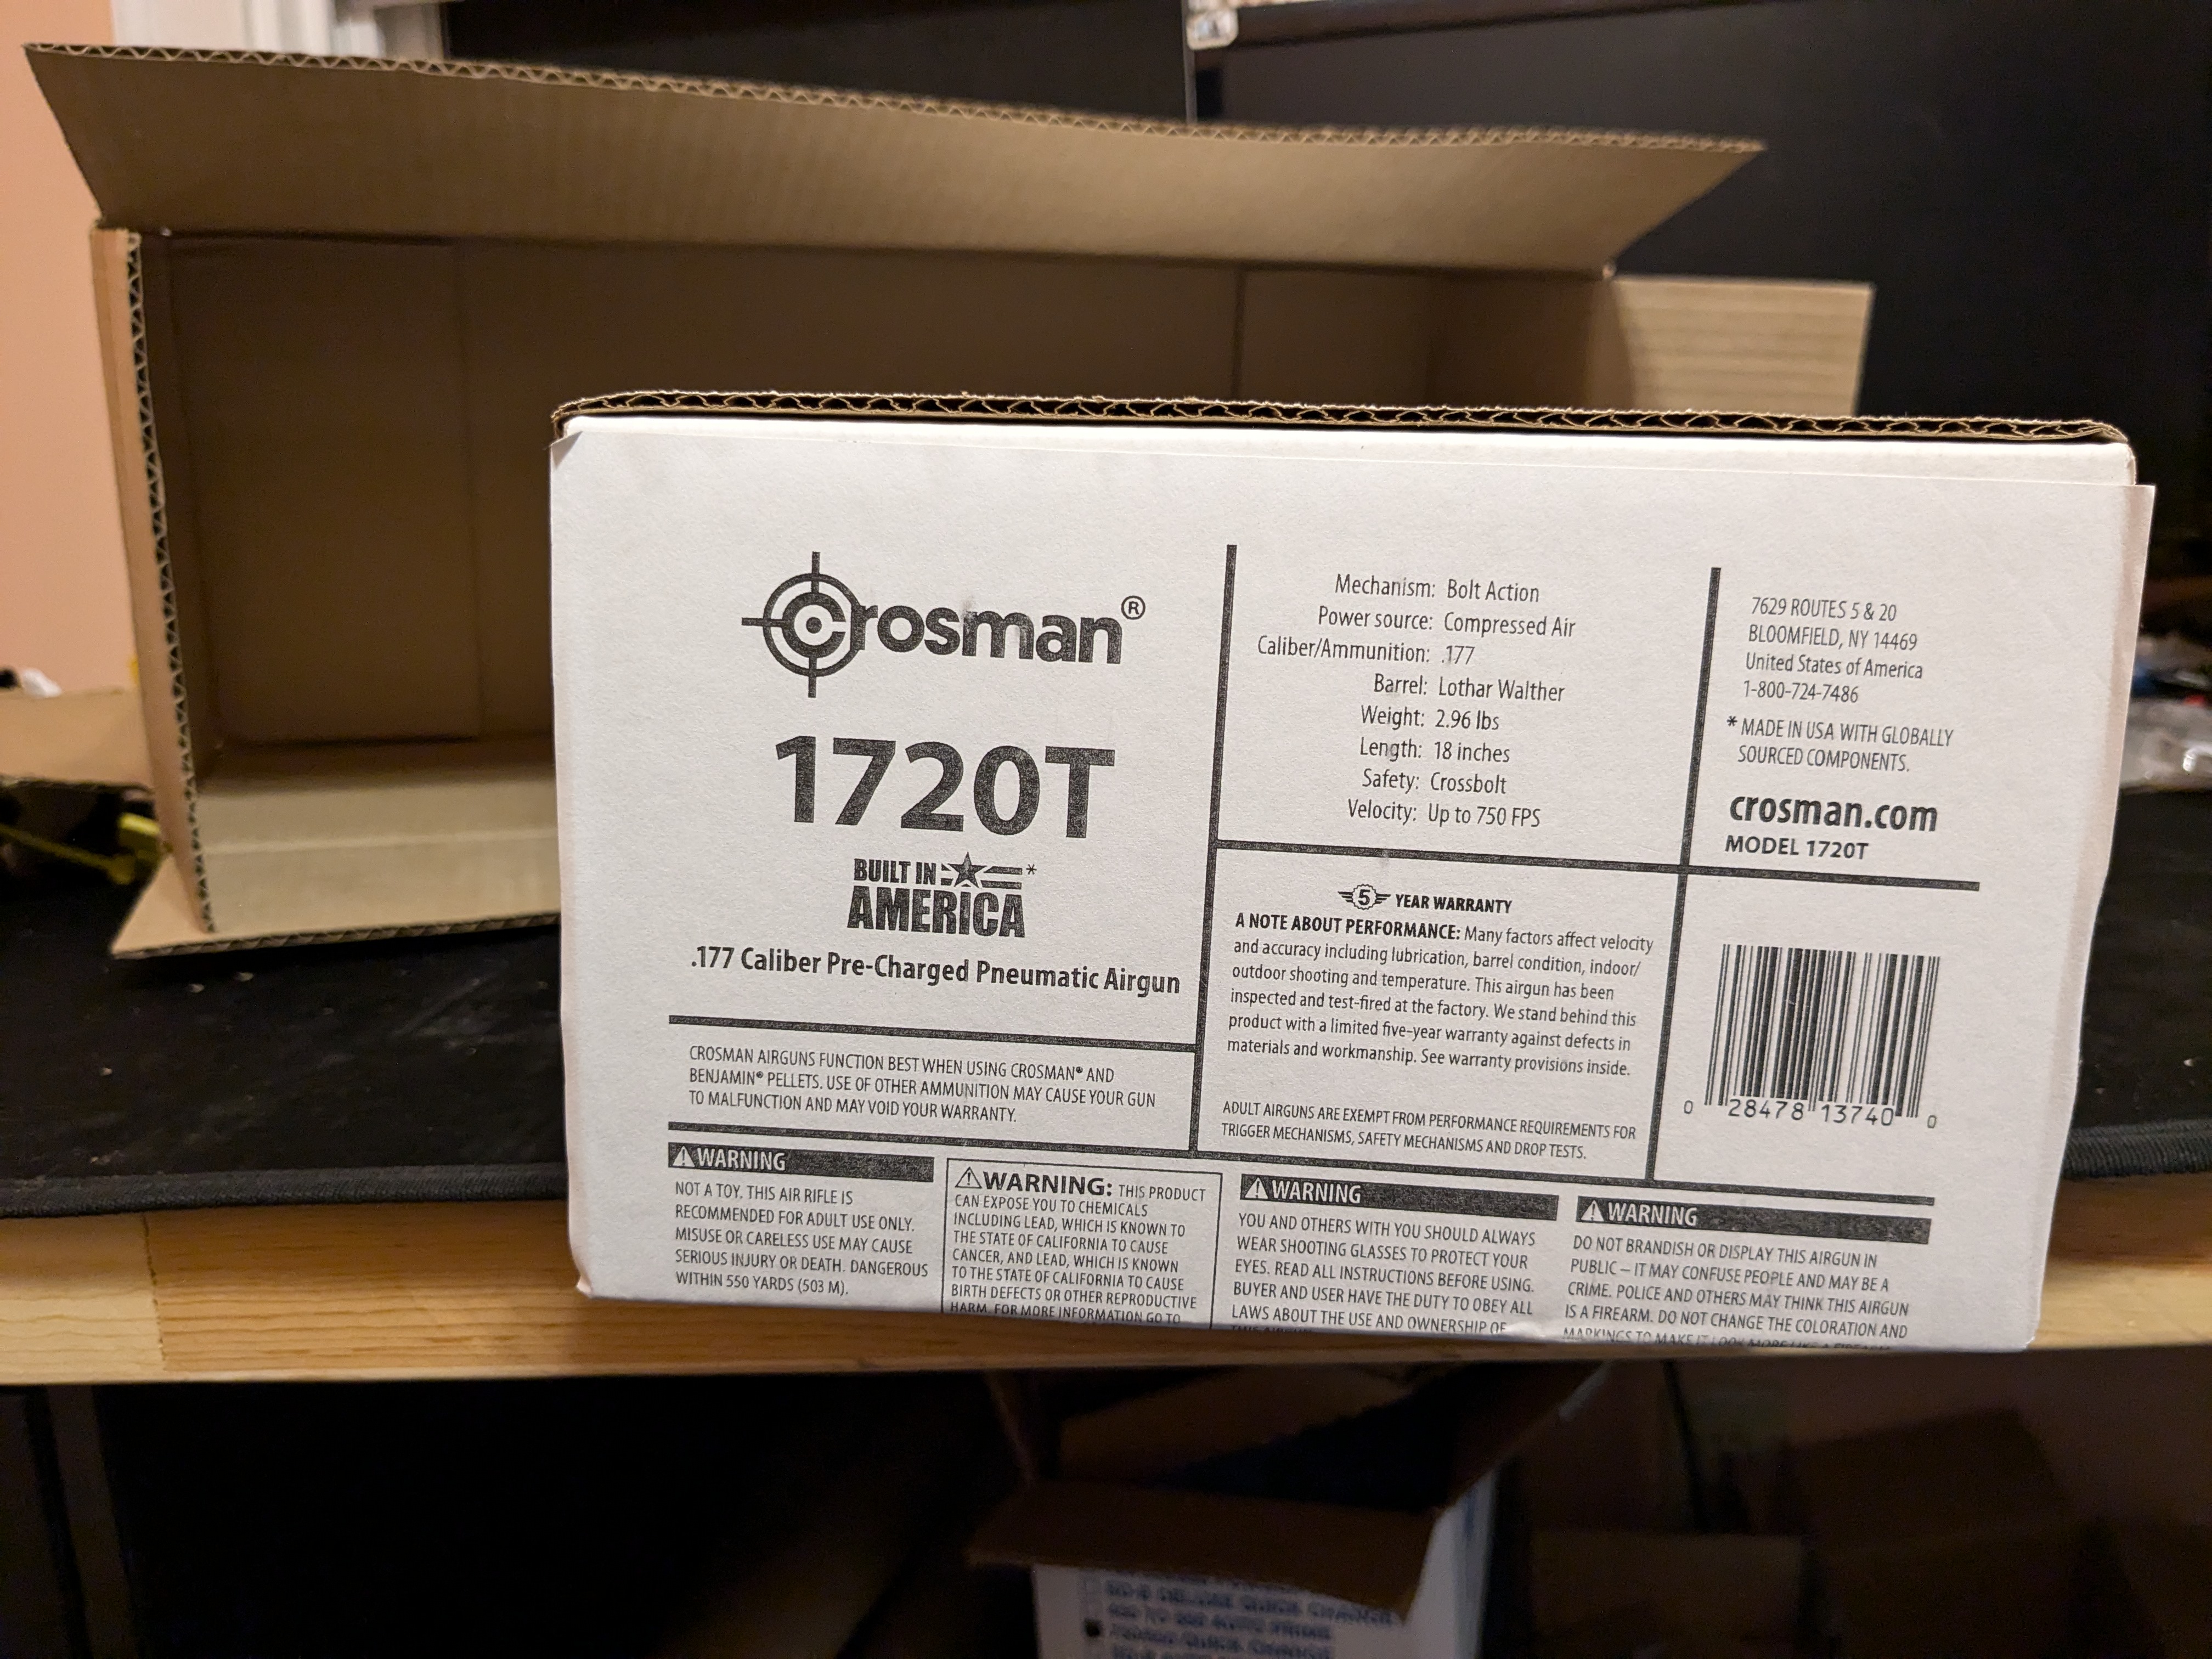 Crosman®
1720T
BUILT IN *
AMERICA
.177 Caliber Pre-Charged Pneumatic Airgun
CROSMAN AIRGUNS FUNCTION BEST WHEN USING CROSMAN® AND
BENJAMIN® PELLETS. USE OF OTHER AMMUNITION MAY CAUSE YOUR GUN
TO MALFUNCTION AND MAY VOID YOUR WARRANTY.
Mechanism: Bolt Action
Power source: Compressed Air
Caliber/Ammunition: .177
Barrel: Lothar Walther
Weight: 2.96 lbs
Length: 18 inches
Safety: Crossbolt
Velocity: Up to 750 FPS
5 YEAR WARRANTY
A NOTE ABOUT PERFORMANCE: Many factors affect velocity
and accuracy including lubrication, barrel condition, indoor/
outdoor shooting and temperature. This airgun has been
inspected and test-fired at the factory. We stand behind this
product with a limited five-year warranty against defects in
materials and workmanship. See warranty provisions inside.
ADULT AIRGUNS ARE EXEMPT FROM PERFORMANCE REQUIREMENTS FOR
TRIGGER MECHANISMS, SAFETY MECHANISMS AND DROP TESTS.
7629 ROUTES 5 & 20
BLOOMFIELD, NY 14469
United States of America
1-800-724-7486
* MADE IN USA WITH GLOBALLY
SOURCED COMPONENTS.
crosman.com
MODEL 1720T
0 28478 13740 0
WARNING
NOT A TOY. THIS AIR RIFLE IS
RECOMMENDED FOR ADULT USE ONLY.
MISUSE OR CARELESS USE MAY CAUSE
SERIOUS INJURY OR DEATH. DANGEROUS
WITHIN 550 YARDS (503 M).
WARNING: THIS PRODUCT
CAN EXPOSE YOU TO CHEMICALS
INCLUDING LEAD, WHICH IS KNOWN TO
THE STATE OF CALIFORNIA TO CAUSE
CANCER, AND LEAD, WHICH IS KNOWN
TO THE STATE OF CALIFORNIA TO CAUSE
BIRTH DEFECTS OR OTHER REPRODUCTIVE
HARM. FOR MORE INFORMATION GO TO
WARNING
YOU AND OTHERS WITH YOU SHOULD ALWAYS
WEAR SHOOTING GLASSES TO PROTECT YOUR
EYES. READ ALL INSTRUCTIONS BEFORE USING.
BUYER AND USER HAVE THE DUTY TO OBEY ALL
LAWS ABOUT THE USE AND OWNERSHIP OF
WARNING
DO NOT BRANDISH OR DISPLAY THIS AIRGUN IN
PUBLIC – IT MAY CONFUSE PEOPLE AND MAY BE A
CRIME. POLICE AND OTHERS MAY THINK THIS AIRGUN
IS A FIREARM. DO NOT CHANGE THE COLORATION AND
MARKINGS TO MAKE IT LOOK MORE LIKE A FIREARM